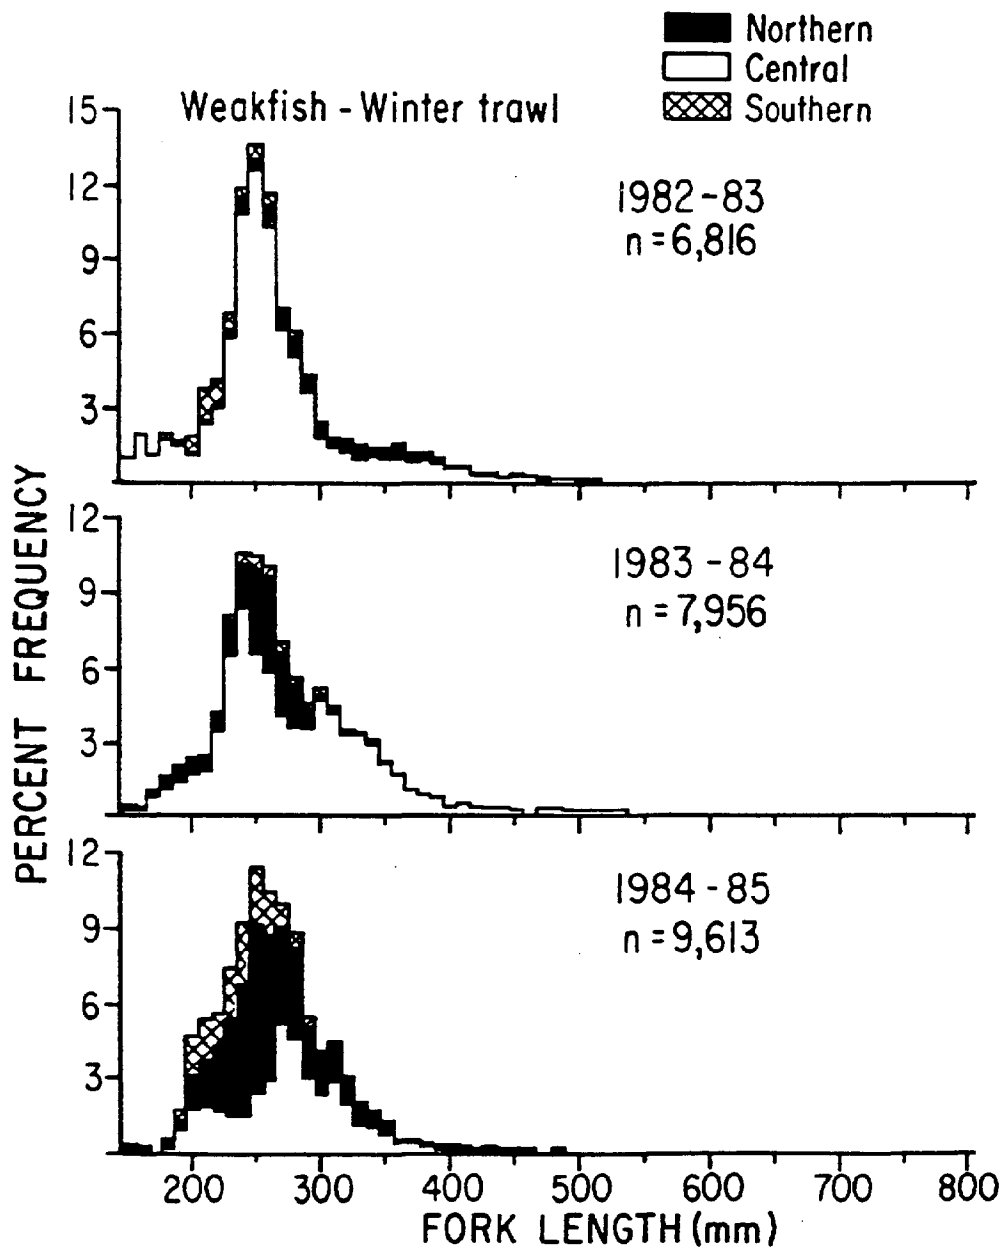 Northern
Central
Southern
Weakfish - Winter trawl
15
12
9
6
3
1982-83
n = 6,816
PERCENT FREQUENCY
12
9
6
3
1983-84
n = 7,956
12
9
6
3
1984-85
n = 9,613
200 300 400 500 600 700 800
FORK LENGTH (mm)